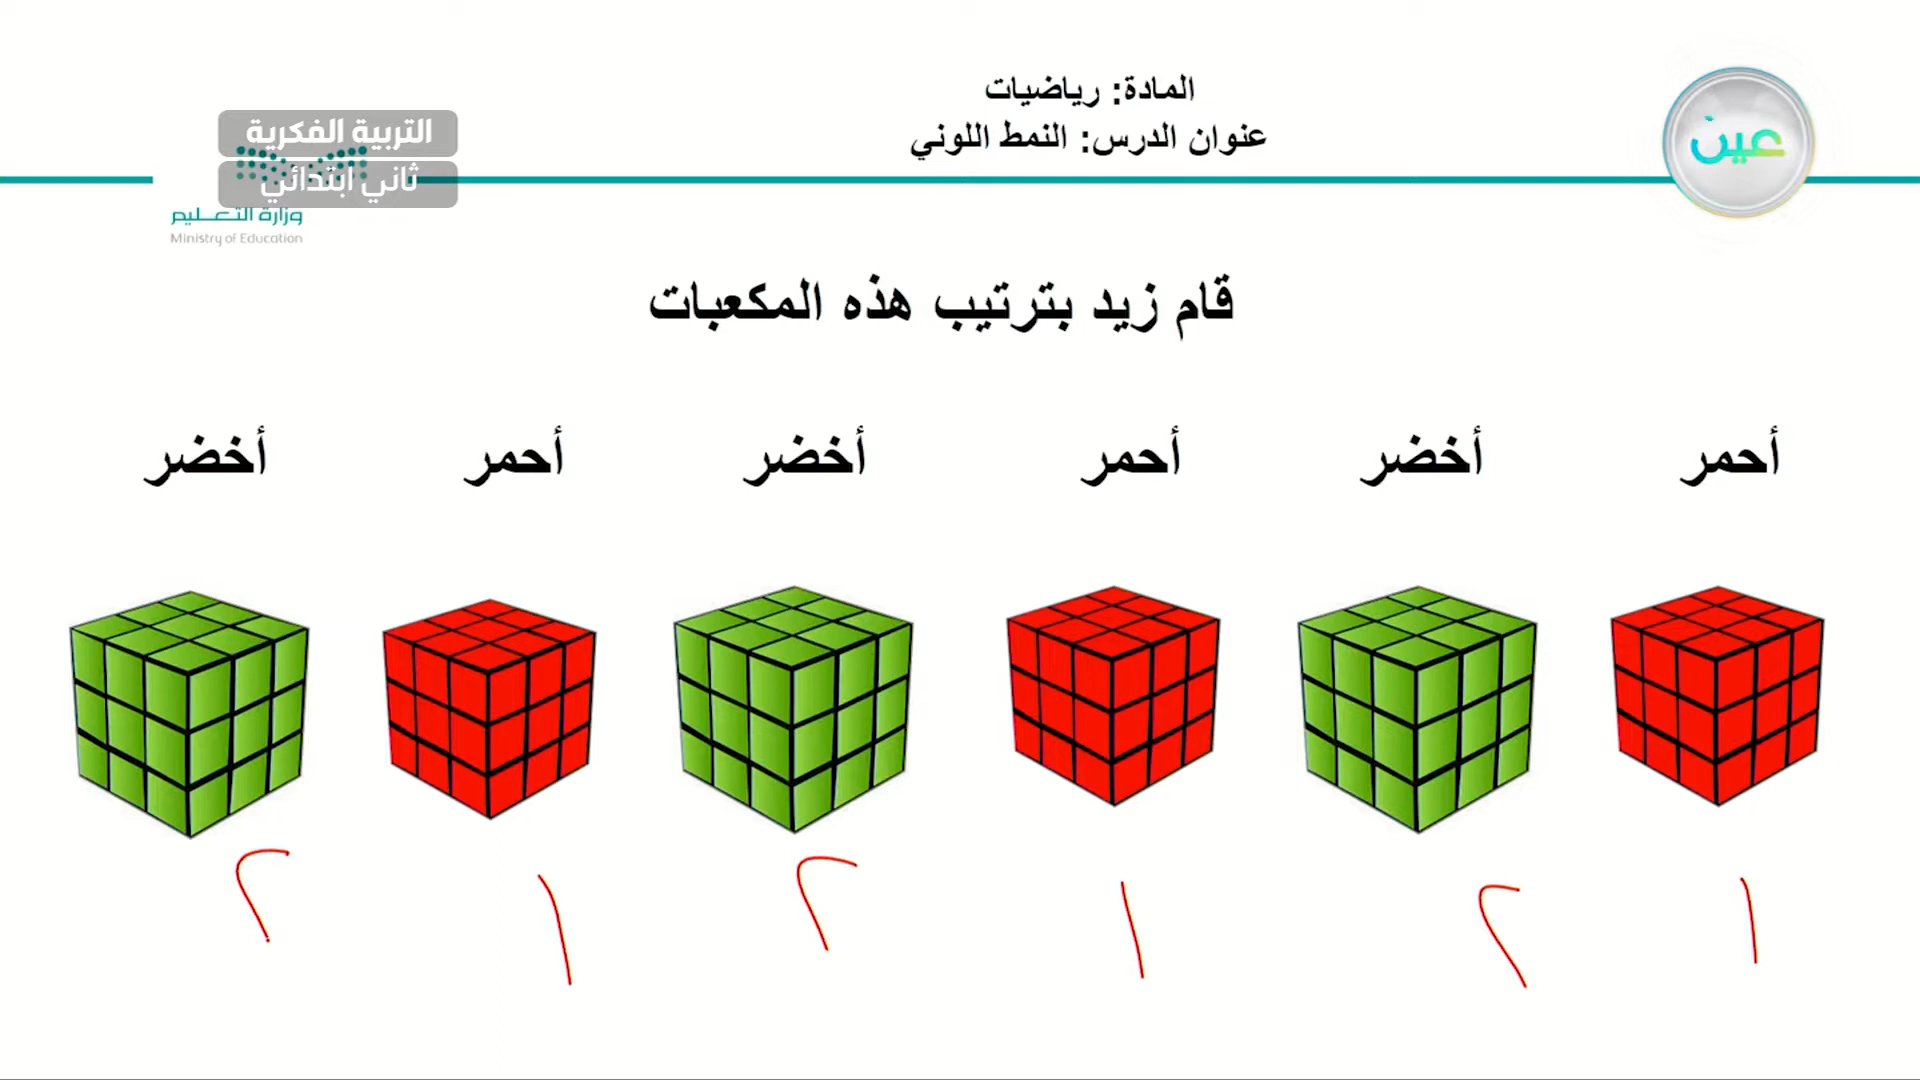 المادة: رياضيات
عنوان الدرس: النمط اللوني
عين
التربية الفكرية
ثاني ابتدائي
وزارة التعليم
Ministry of Education
قام زيد بترتيب هذه المكعبات
أحمر أخضر أحمر أخضر أحمر أخضر
١ ٢ ١ ٢ ١ ٢